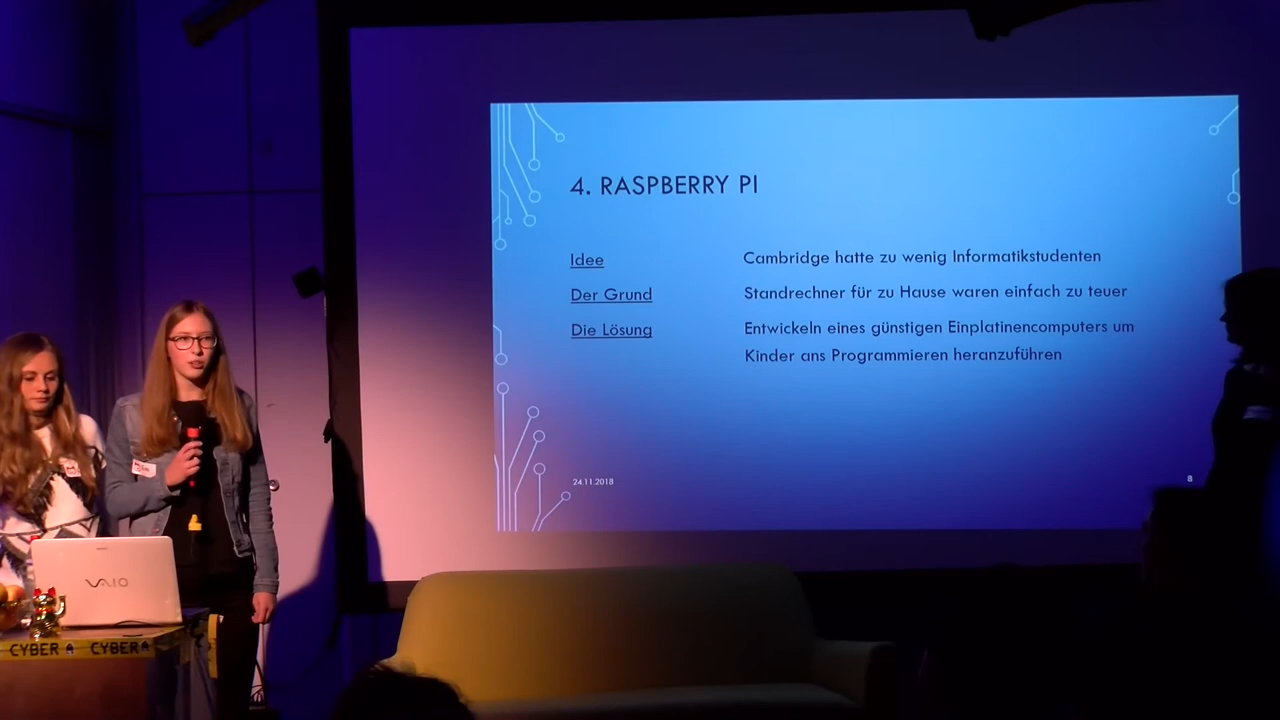 4. RASPBERRY PI
Idee
Cambridge hatte zu wenig Informatikstudenten
Der Grund
Standrechner für zu Hause waren einfach zu teuer
Die Lösung
Entwickeln eines günstigen Einplatinencomputers um
Kinder ans Programmieren heranzuführen
24.11.2018
8
VAIO
CYBER CYBER